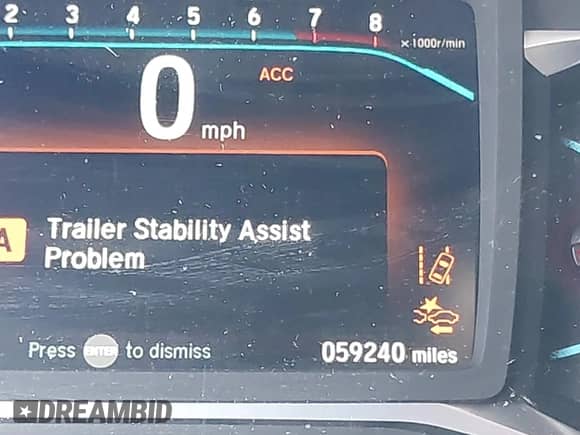 2 3 4 5 6 7 8
x1000r/min
ACC
0 mph
A Trailer Stability Assist
Problem
Press ENTER to dismiss
059240 miles
DREAMBID